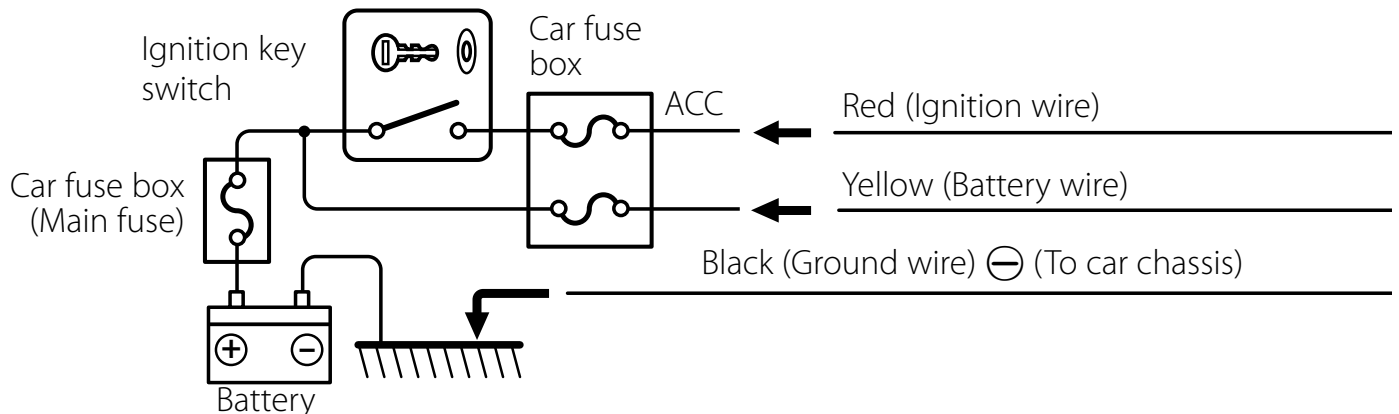 Ignition key
switch
Car fuse
box
ACC
Red (Ignition wire)
Car fuse box
(Main fuse)
Yellow (Battery wire)
Black (Ground wire) ⊖ (To car chassis)
Battery